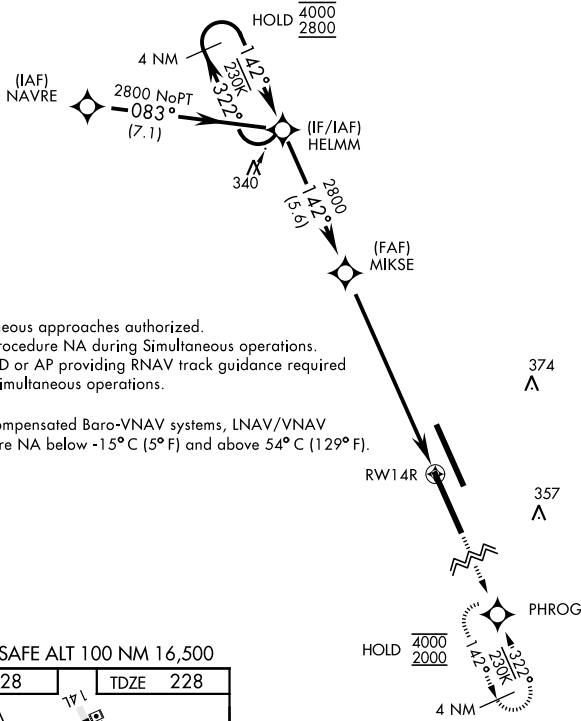 HOLD 4000
2800
4 NM
142°
230K
322°
(IAF)
NAVRE
2800 NoPT
083°
(7.1)
(IF/IAF)
HELMM
340
2800
142°
(5.6)
(FAF)
MIKSE
eous approaches authorized.
rocedure NA during Simultaneous operations.
D or AP providing RNAV track guidance required
imultaneous operations.
ompensated Baro-VNAV systems, LNAV/VNAV
re NA below -15° C (5° F) and above 54° C (129° F).
374
RW14R
357
PHROG
HOLD 4000
2000
142°
230K
322°
4 NM
SAFE ALT 100 NM 16,500
28
TDZE 228
14L